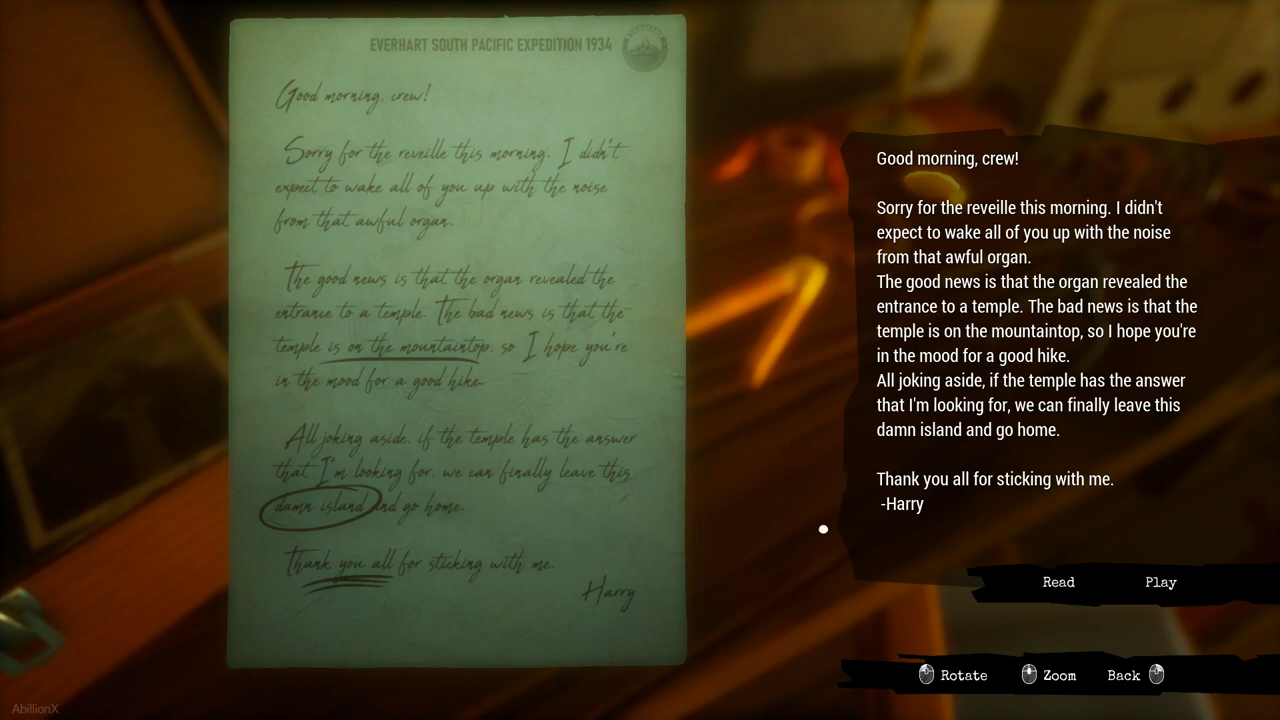 EVERHART SOUTH PACIFIC EXPEDITION 1934
Good morning, crew!
Sorry for the reveille this morning. I didn't
expect to wake all of you up with the noise
from that awful organ.
The good news is that the organ revealed the
entrance to a temple. The bad news is that the
temple is on the mountaintop, so I hope you're
in the mood for a good hike.
All joking aside, if the temple has the answer
that I'm looking for, we can finally leave this
damn island and go home.
Thank you all for sticking with me.
Harry
Good morning, crew!
Sorry for the reveille this morning. I didn't
expect to wake all of you up with the noise
from that awful organ.
The good news is that the organ revealed the
entrance to a temple. The bad news is that the
temple is on the mountaintop, so I hope you're
in the mood for a good hike.
All joking aside, if the temple has the answer
that I'm looking for, we can finally leave this
damn island and go home.
Thank you all for sticking with me.
-Harry
Read Play
Rotate Zoom Back
AbillionX